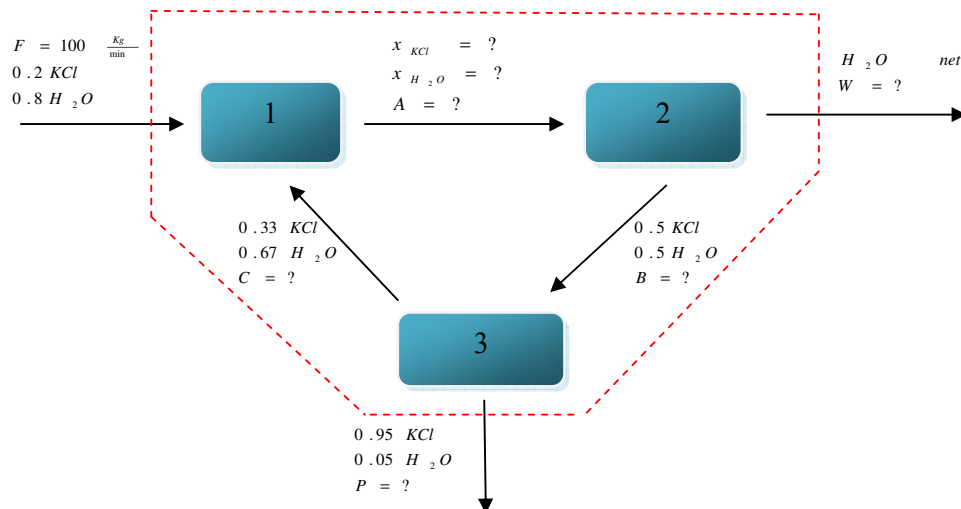 F = 100 Kg/min
0.2 KCl
0.8 H₂O
1
x KCl = ?
x H₂O = ?
A = ?
2
H₂O net
W = ?
0.33 KCl
0.67 H₂O
C = ?
0.5 KCl
0.5 H₂O
B = ?
3
0.95 KCl
0.05 H₂O
P = ?